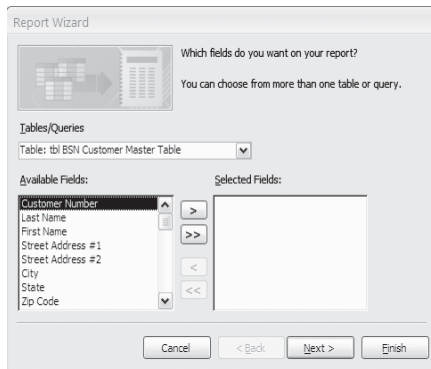 Report Wizard
Which fields do you want on your report?
You can choose from more than one table or query.
Tables/Queries
Table: tbl BSN Customer Master Table
Available Fields:
Selected Fields:
Customer Number
Last Name
First Name
Street Address #1
Street Address #2
City
State
Zip Code
>
>>
<
<<
Cancel
< Back
Next >
Finish